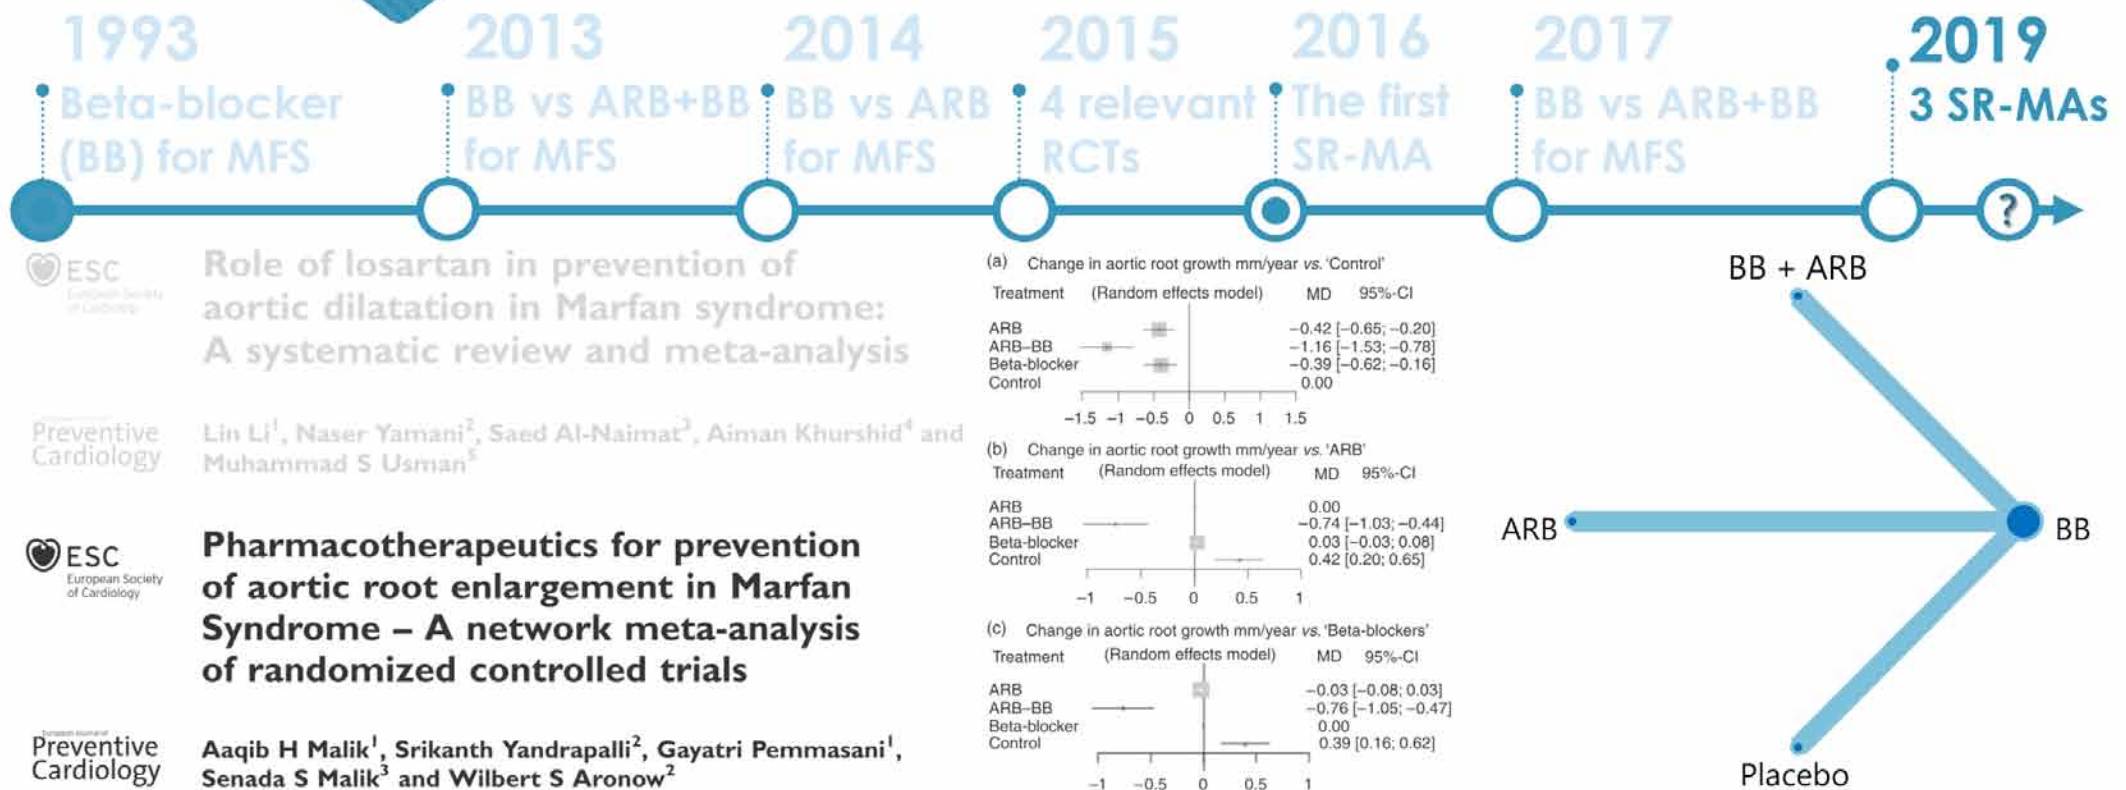 1993
Beta-blocker
(BB) for MFS
2013
BB vs ARB+BB
for MFS
2014
BB vs ARB
for MFS
2015
4 relevant
RCTs
2016
The first
SR-MA
2017
BB vs ARB+BB
for MFS
2019
3 SR-MAs
?
ESC
European Society
of Cardiology
Role of losartan in prevention of
aortic dilatation in Marfan syndrome:
A systematic review and meta-analysis
Preventive
Cardiology
Lin Li¹, Naser Yamani², Saed Al-Naimat³, Aiman Khurshid⁴ and
Muhammad S Usman⁵
ESC
European Society
of Cardiology
Pharmacotherapeutics for prevention
of aortic root enlargement in Marfan
Syndrome – A network meta-analysis
of randomized controlled trials
European Journal of
Preventive
Cardiology
Aaqib H Malik¹, Srikanth Yandrapalli², Gayatri Pemmasani¹,
Senada S Malik³ and Wilbert S Aronow²
(a) Change in aortic root growth mm/year vs. 'Control'
Treatment (Random effects model) MD 95%-CI
ARB −0.42 [−0.65; −0.20]
ARB–BB −1.16 [−1.53; −0.78]
Beta-blocker −0.39 [−0.62; −0.16]
Control 0.00
−1.5 −1 −0.5 0 0.5 1 1.5
(b) Change in aortic root growth mm/year vs. 'ARB'
Treatment (Random effects model) MD 95%-CI
ARB 0.00
ARB–BB −0.74 [−1.03; −0.44]
Beta-blocker 0.03 [−0.03; 0.08]
Control 0.42 [0.20; 0.65]
−1 −0.5 0 0.5 1
(c) Change in aortic root growth mm/year vs. 'Beta-blockers'
Treatment (Random effects model) MD 95%-CI
ARB −0.03 [−0.08; 0.03]
ARB–BB −0.76 [−1.05; −0.47]
Beta-blocker 0.00
Control 0.39 [0.16; 0.62]
−1 −0.5 0 0.5 1
BB + ARB
ARB
BB
Placebo